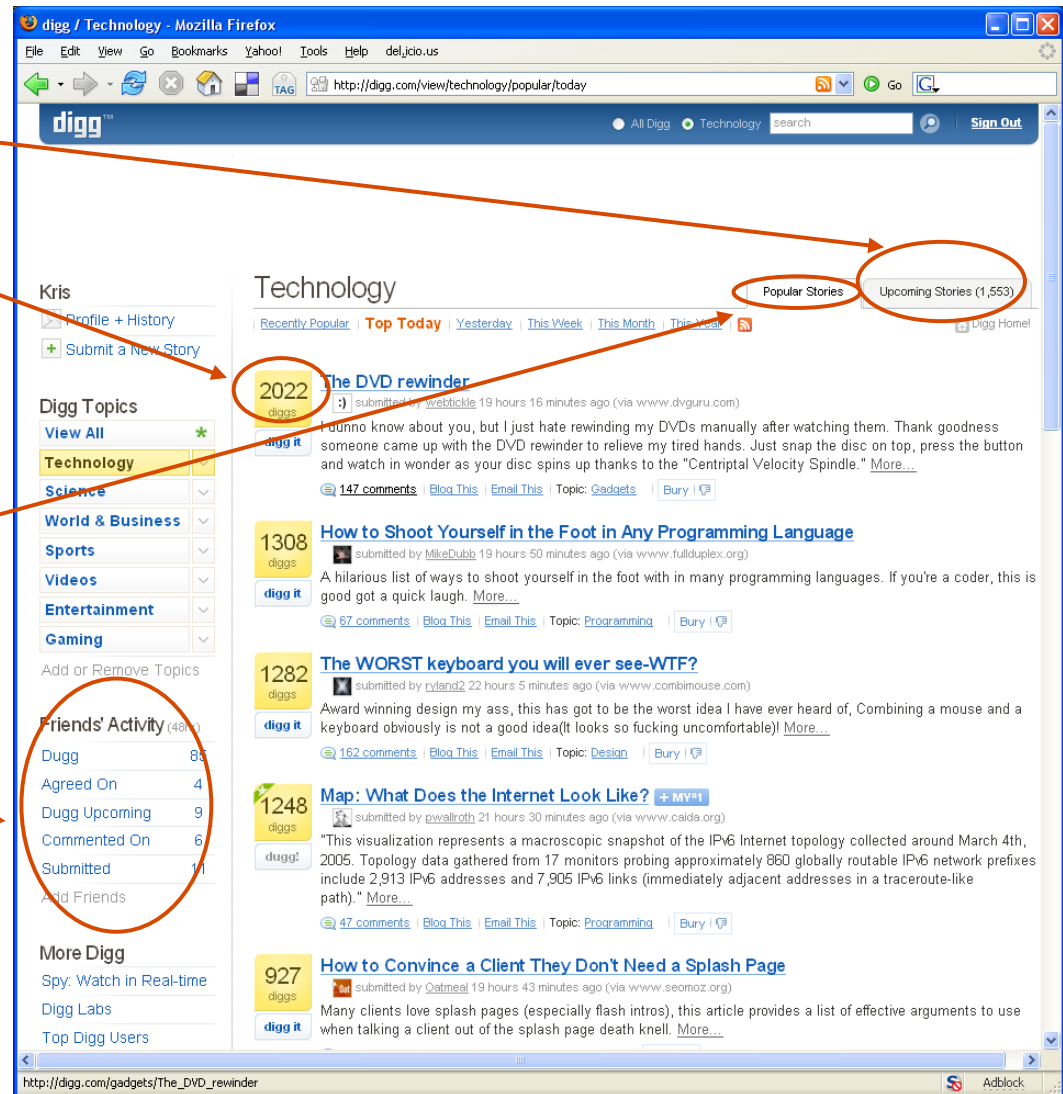 digg / Technology - Mozilla Firefox
File Edit View Go Bookmarks Yahoo! Tools Help del.icio.us
TAG http://digg.com/view/technology/popular/today Go G
digg™ All Digg Technology search Sign Out
Kris
Profile + History
+ Submit a New Story
Digg Topics
View All *
Technology
Science
World & Business
Sports
Videos
Entertainment
Gaming
Add or Remove Topics
Friends' Activity (48hr)
Dugg 85
Agreed On 4
Dugg Upcoming 9
Commented On 6
Submitted 11
Add Friends
More Digg
Spy: Watch in Real-time
Digg Labs
Top Digg Users
Technology Popular Stories Upcoming Stories (1,553)
Recently Popular Top Today Yesterday This Week This Month This Year Digg Home!
2022 diggs
digg it
The DVD rewinder
:) submitted by webtickle 19 hours 16 minutes ago (via www.dvguru.com)
I dunno know about you, but I just hate rewinding my DVDs manually after watching them. Thank goodness
someone came up with the DVD rewinder to relieve my tired hands. Just snap the disc on top, press the button
and watch in wonder as your disc spins up thanks to the "Centriptal Velocity Spindle." More...
147 comments Blog This Email This Topic: Gadgets Bury
1308 diggs
digg it
How to Shoot Yourself in the Foot in Any Programming Language
submitted by MikeDubb 19 hours 50 minutes ago (via www.fullduplex.org)
A hilarious list of ways to shoot yourself in the foot with in many programming languages. If you're a coder, this is
good got a quick laugh. More...
67 comments Blog This Email This Topic: Programming Bury
1282 diggs
digg it
The WORST keyboard you will ever see-WTF?
submitted by ryland2 22 hours 5 minutes ago (via www.combimouse.com)
Award winning design my ass, this has got to be the worst idea I have ever heard of, Combining a mouse and a
keyboard obviously is not a good idea(It looks so fucking uncomfortable)! More...
162 comments Blog This Email This Topic: Design Bury
1248 diggs
dugg!
Map: What Does the Internet Look Like? + MY#1
submitted by pwallroth 21 hours 30 minutes ago (via www.caida.org)
"This visualization represents a macroscopic snapshot of the IPv6 Internet topology collected around March 4th,
2005. Topology data gathered from 17 monitors probing approximately 860 globally routable IPv6 network prefixes
include 2,913 IPv6 addresses and 7,905 IPv6 links (immediately adjacent addresses in a traceroute-like
path)." More...
47 comments Blog This Email This Topic: Programming Bury
927 diggs
digg it
How to Convince a Client They Don't Need a Splash Page
Oat submitted by Oatmeal 19 hours 43 minutes ago (via www.seomoz.org)
Many clients love splash pages (especially flash intros), this article provides a list of effective arguments to use
when talking a client out of the splash page death knell. More...
http://digg.com/gadgets/The_DVD_rewinder Adblock